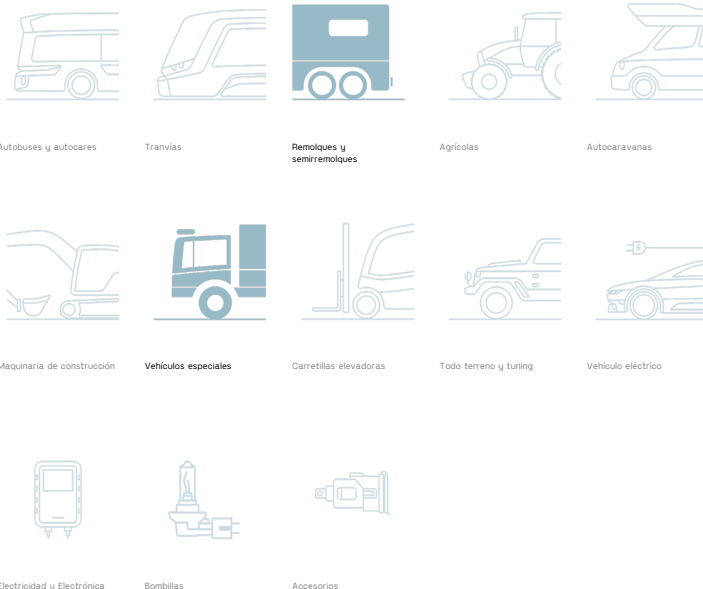 Autobuses y autocares
Tranvías
Remolques y
semirremolques
Agrícolas
Autocaravanas
Maquinaria de construcción
Vehículos especiales
Carretillas elevadoras
Todo terreno y tuning
Vehículo eléctrico
Electricidad y Electrónica
Bombillas
Accesorios